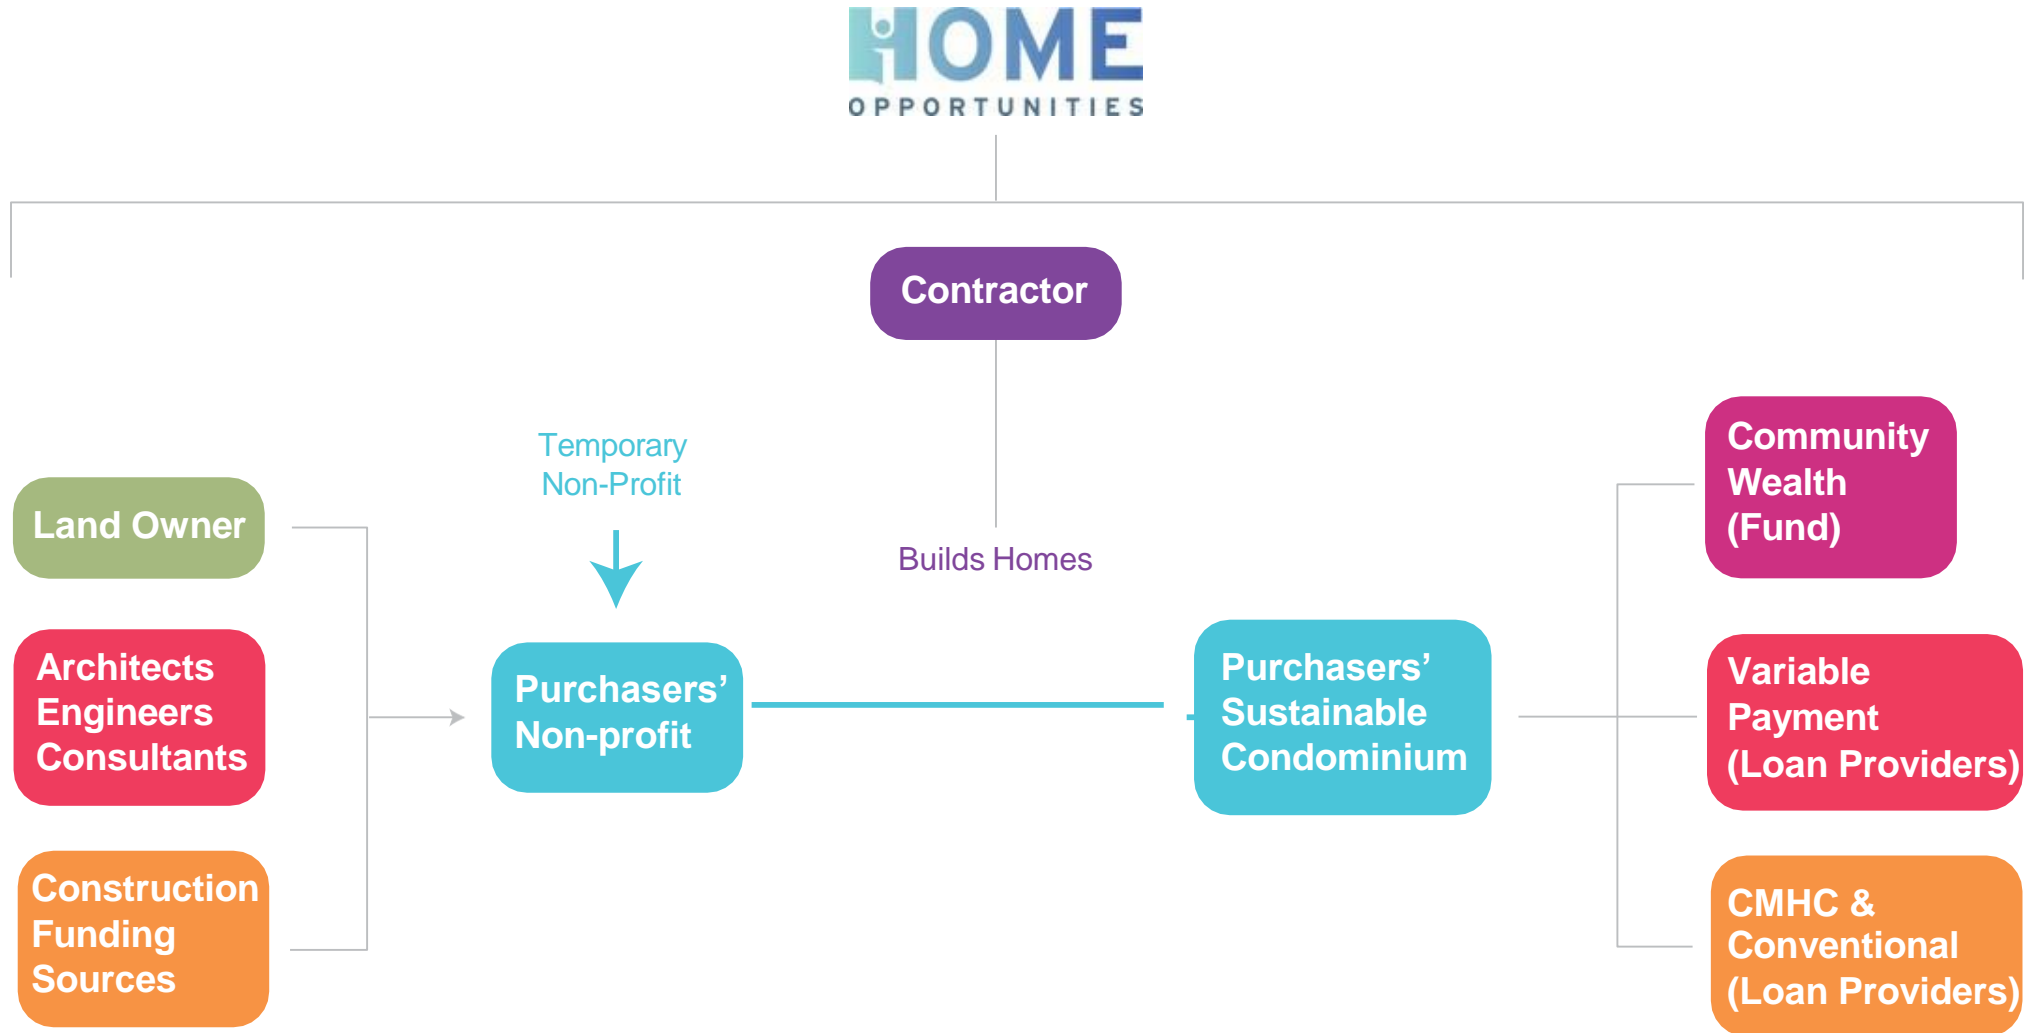 HOME
OPPORTUNITIES
Contractor
Temporary
Non-Profit
Builds Homes
Land Owner
Architects
Engineers
Consultants
Construction
Funding
Sources
Purchasers’
Non-profit
Purchasers’
Sustainable
Condominium
Community
Wealth
(Fund)
Variable
Payment
(Loan Providers)
CMHC &
Conventional
(Loan Providers)